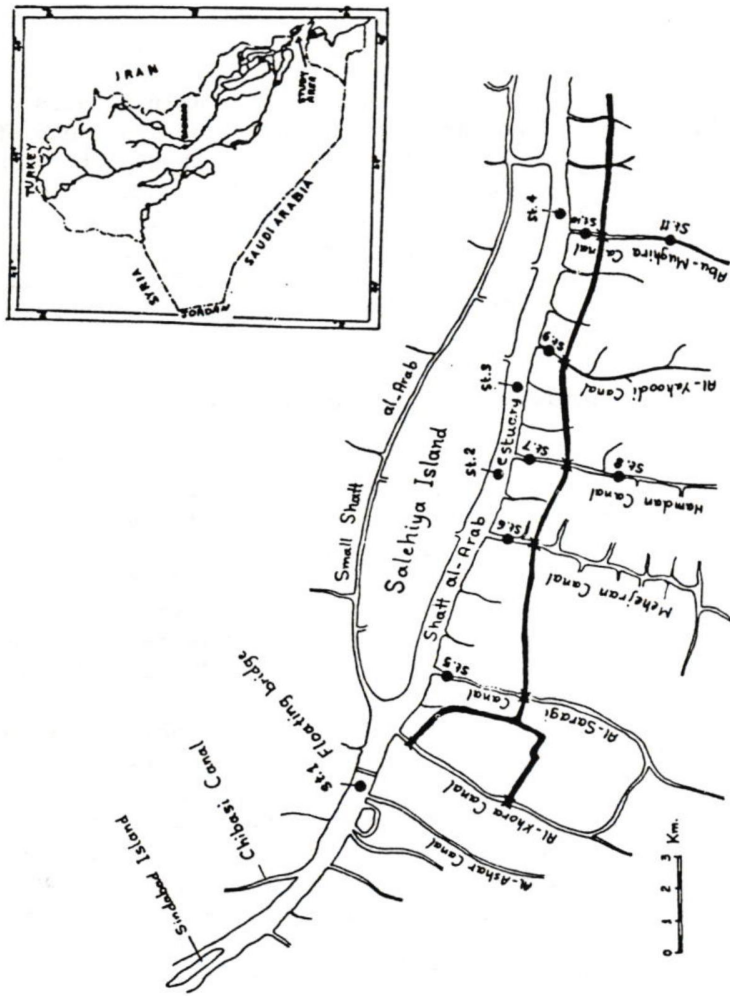 TURKEY
IRAN
SYRIA
SAUDI ARABIA
STUDY
AREA
Sindabad Island
Chibasi Canal
Floating bridge
Small Shatt
al-Arab
Salehiya Island
Shatt al-Arab
estuary
St.1
St.2
St.3
St.4
St.5
St.6
St.7
St.8
St.9
St.10
St.11
Al-Ashar Canal
Al-Khora Canal
Al-Saragi
Canal
Mehejran Canal
Hamdan Canal
Al-Yahoodi Canal
Abu-Mughira Canal
0 1 2 3 Km.